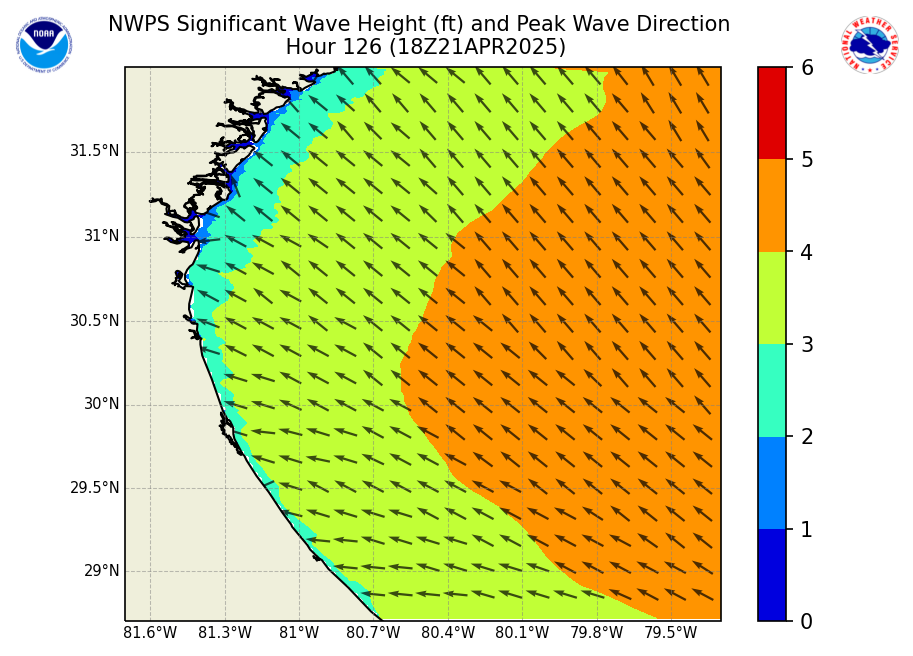 NWPS Significant Wave Height (ft) and Peak Wave Direction
Hour 126 (18Z21APR2025)
NOAA
NATIONAL WEATHER SERVICE
31.5°N
31°N
30.5°N
30°N
29.5°N
29°N
81.6°W 81.3°W 81°W 80.7°W 80.4°W 80.1°W 79.8°W 79.5°W
6
5
4
3
2
1
0